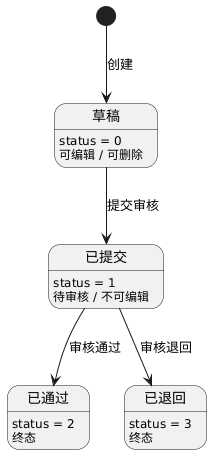 创建
草稿
status = 0
可编辑 / 可删除
提交审核
已提交
status = 1
待审核 / 不可编辑
审核通过
审核退回
已通过
status = 2
终态
已退回
status = 3
终态